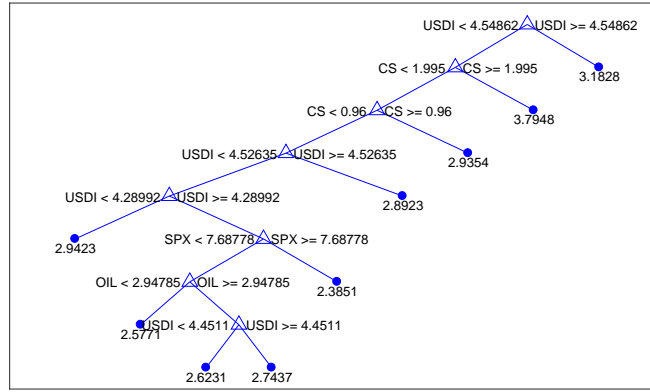 USDI < 4.54862 USDI >= 4.54862
CS < 1.995 CS >= 1.995
3.1828
CS < 0.96 CS >= 0.96
3.7948
USDI < 4.52635 USDI >= 4.52635
2.9354
USDI < 4.28992 USDI >= 4.28992
2.8923
2.9423
SPX < 7.68778 SPX >= 7.68778
OIL < 2.94785 OIL >= 2.94785
2.3851
2.5771
USDI < 4.4511 USDI >= 4.4511
2.6231
2.7437